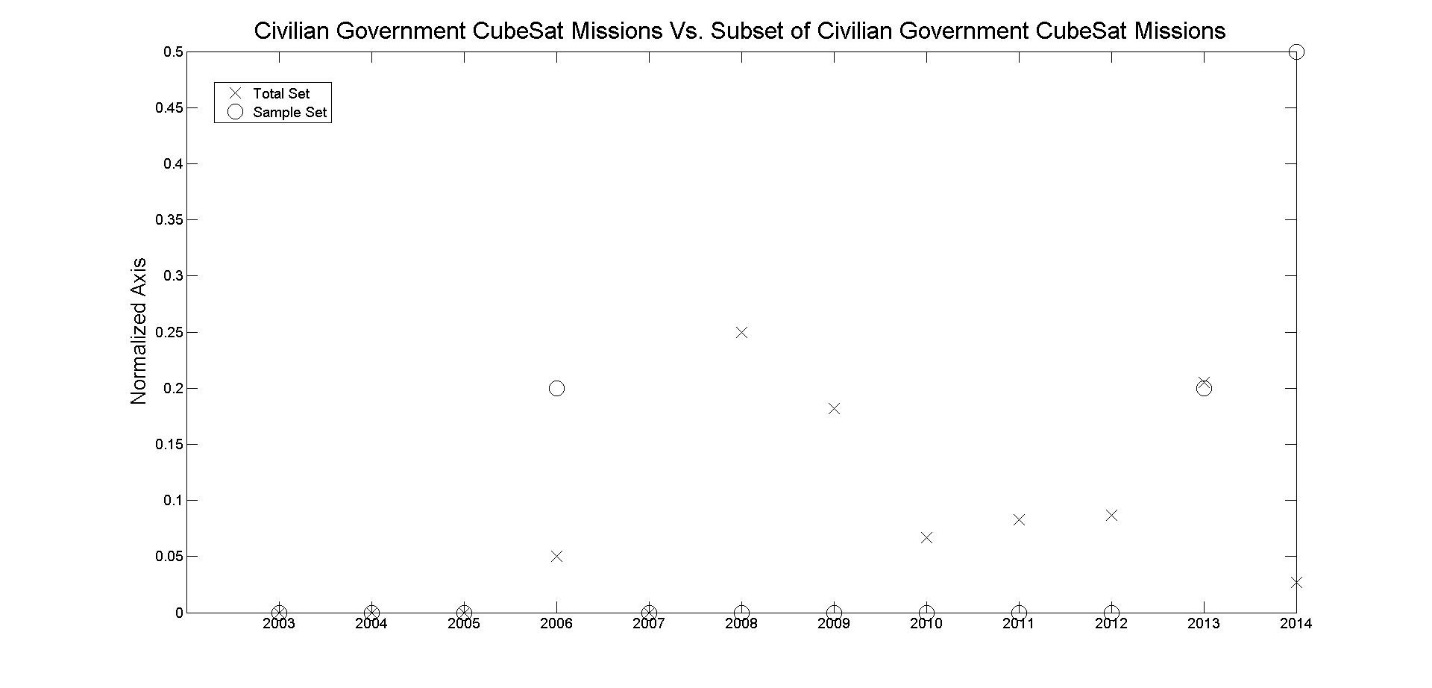 Civilian Government CubeSat Missions Vs. Subset of Civilian Government CubeSat Missions
Total Set
Sample Set
Normalized Axis
0.5
0.45
0.4
0.35
0.3
0.25
0.2
0.15
0.1
0.05
0
2003 2004 2005 2006 2007 2008 2009 2010 2011 2012 2013 2014